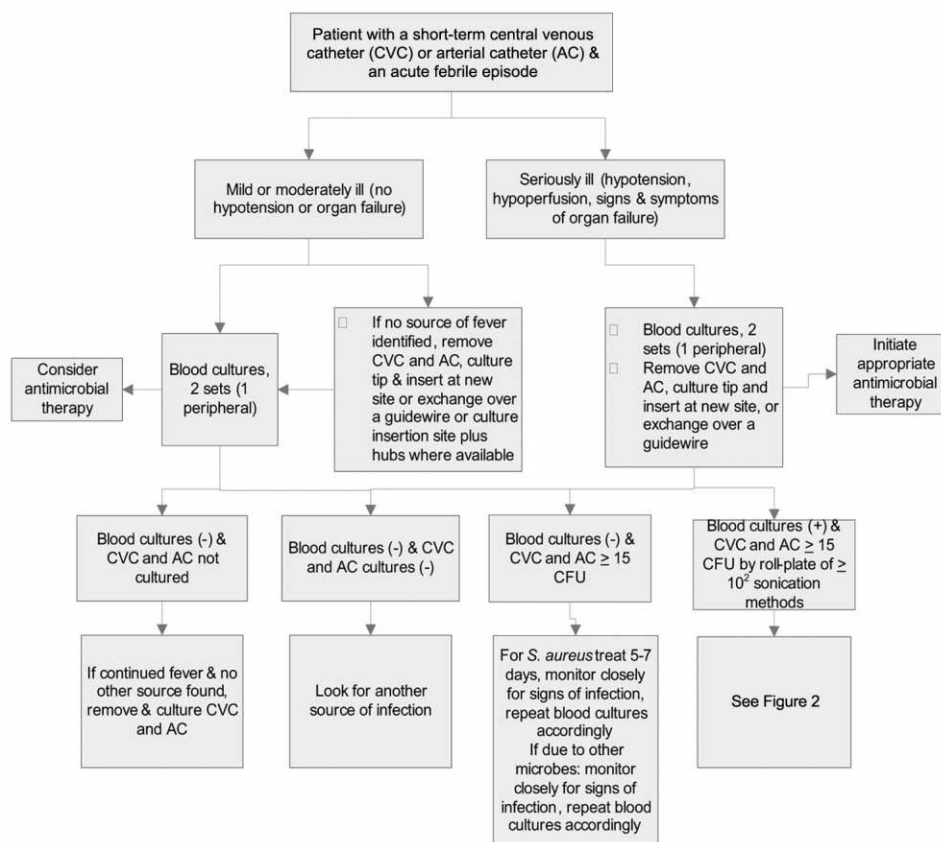 Patient with a short-term central venous
catheter (CVC) or arterial catheter (AC) &
an acute febrile episode
Mild or moderately ill (no
hypotension or organ failure)
Seriously ill (hypotension,
hypoperfusion, signs & symptoms
of organ failure)
Consider
antimicrobial
therapy
Blood cultures,
2 sets (1
peripheral)
If no source of fever
identified, remove
CVC and AC, culture
tip & insert at new
site or exchange over
a guidewire or culture
insertion site plus
hubs where available
Blood cultures, 2
sets (1 peripheral)
Remove CVC and
AC, culture tip and
insert at new site, or
exchange over a
guidewire
Initiate
appropriate
antimicrobial
therapy
Blood cultures (-) &
CVC and AC not
cultured
Blood cultures (-) & CVC
and AC cultures (-)
Blood cultures (-) &
CVC and AC ≥ 15
CFU
Blood cultures (+) &
CVC and AC ≥ 15
CFU by roll-plate of ≥
10² sonication
methods
If continued fever & no
other source found,
remove & culture CVC
and AC
Look for another
source of infection
For S. aureus treat 5-7
days, monitor closely
for signs of infection,
repeat blood cultures
accordingly
If due to other
microbes: monitor
closely for signs of
infection, repeat blood
cultures accordingly
See Figure 2